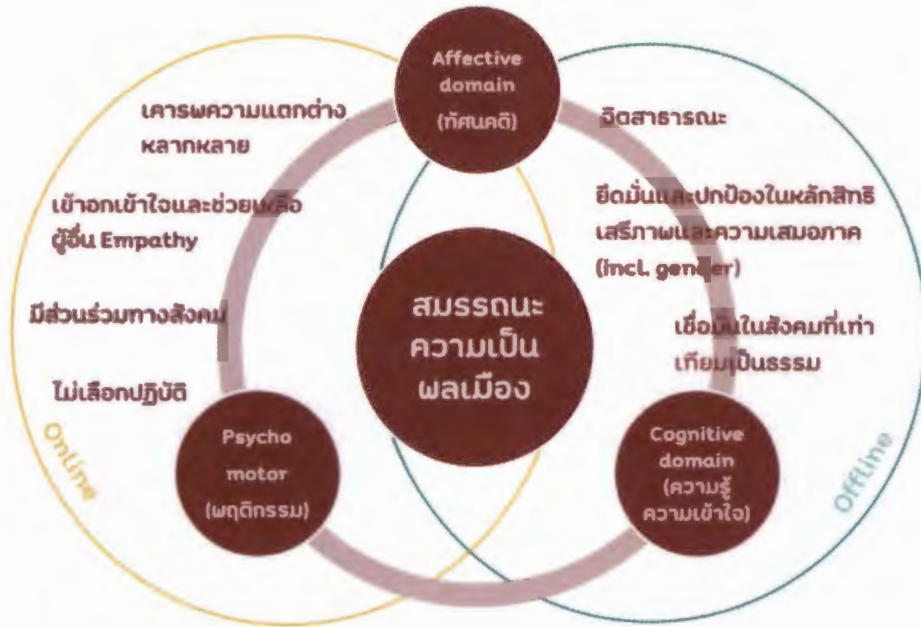 Affective
domain
(ทัศนคติ)
เคารพความแตกต่าง
หลากหลาย
เข้าอกเข้าใจและช่วยเหลือ
ผู้อื่น Empathy
มีส่วนร่วมทางสังคม
ไม่เลือกปฏิบัติ
จิตสาธารณะ
ยึดมั่นและปกป้องในหลักสิทธิ
เสรีภาพและความเสมอภาค
(incl. gender)
เชื่อมั่นในสังคมที่เท่า
เทียมเป็นธรรม
สมรรถนะ
ความเป็น
พลเมือง
Psycho
motor
(พฤติกรรม)
Cognitive
domain
(ความรู้
ความเข้าใจ)
Online
Offline